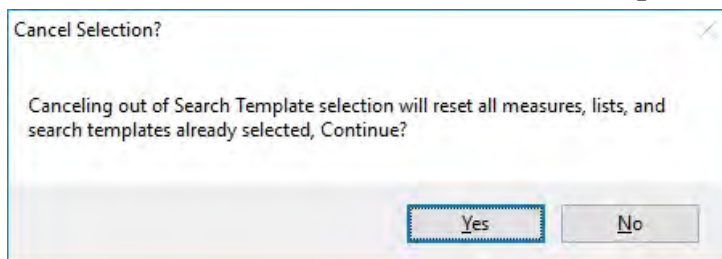 Cancel Selection?
Canceling out of Search Template selection will reset all measures, lists, and
search templates already selected, Continue?
Yes
No